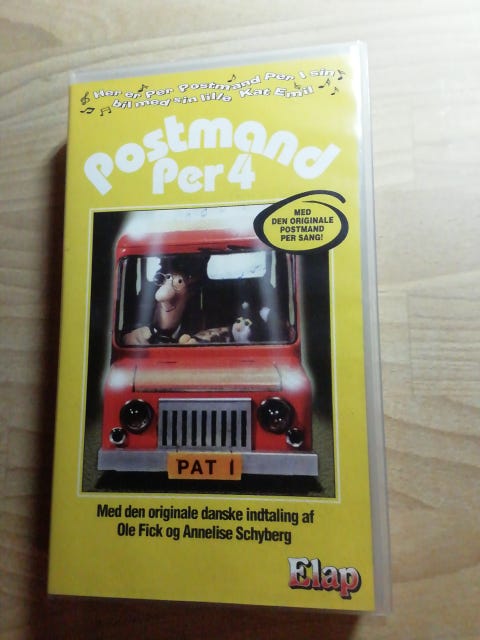 Her er Per Postmand Per I sin
bil meg sin lille Kat Emil
Postmand
Per 4
MED
DEN ORIGINALE
POSTMAND
PER SANG!
PAT 1
Med den originale danske indtaling af
Ole Fick og Annelise Schyberg
Elap